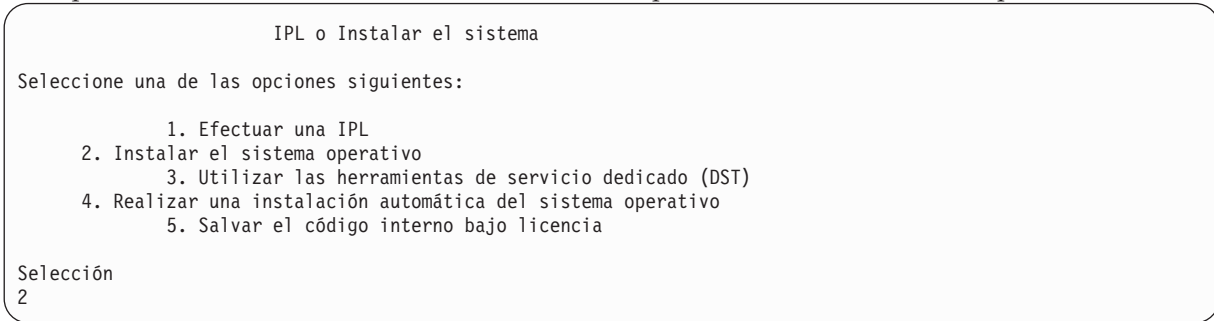 IPL o Instalar el sistema
Seleccione una de las opciones siguientes:
1. Efectuar una IPL
2. Instalar el sistema operativo
3. Utilizar las herramientas de servicio dedicado (DST)
4. Realizar una instalación automática del sistema operativo
5. Salvar el código interno bajo licencia
Selección
2